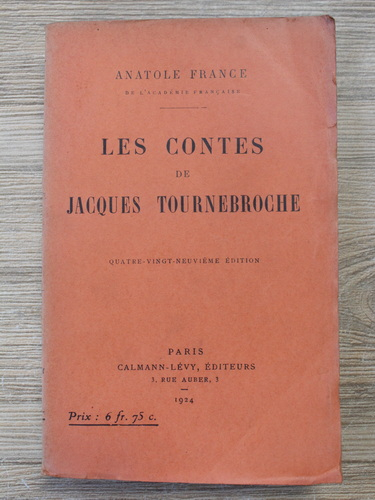 ANATOLE FRANCE
DE L'ACADÉMIE FRANÇAISE
LES CONTES
DE
JACQUES TOURNEBROCHE
QUATRE-VINGT-NEUVIÈME ÉDITION
PARIS
CALMANN-LÉVY, ÉDITEURS
3, RUE AUBER, 3
1924
Prix : 6 fr. 75 c.